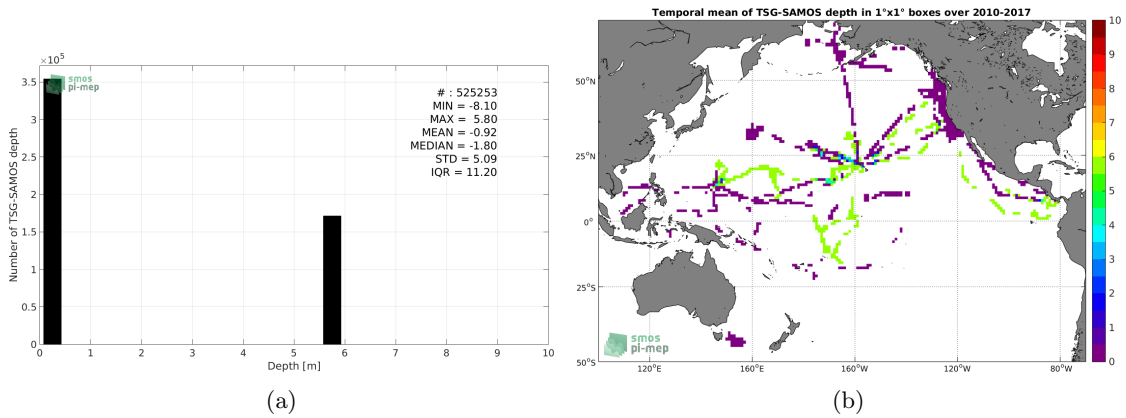 ×10⁵
3.5
3
2.5
2
1.5
1
0.5
0
Number of TSG-SAMOS depth
smos
pi-mep
# : 525253
MIN = -8.10
MAX = 5.80
MEAN = -0.92
MEDIAN = -1.80
STD = 5.09
IQR = 11.20
0 1 2 3 4 5 6 7 8 9 10
Depth [m]
(a)
Temporal mean of TSG-SAMOS depth in 1°x1° boxes over 2010-2017
50°N
25°N
0°
25°S
50°S
smos
pi-mep
120°E 160°E 160°W 120°W 80°W
10
9
8
7
6
5
4
3
2
1
0
(b)